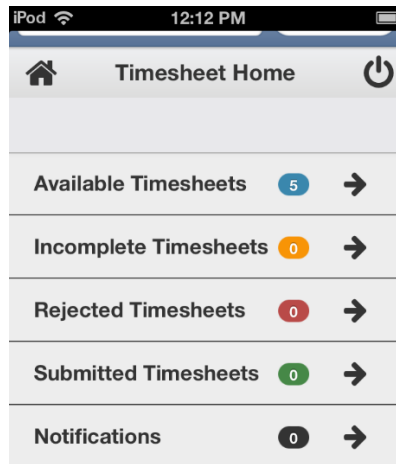 iPod 12:12 PM
Timesheet Home
Available Timesheets 5
Incomplete Timesheets 0
Rejected Timesheets 0
Submitted Timesheets 0
Notifications 0